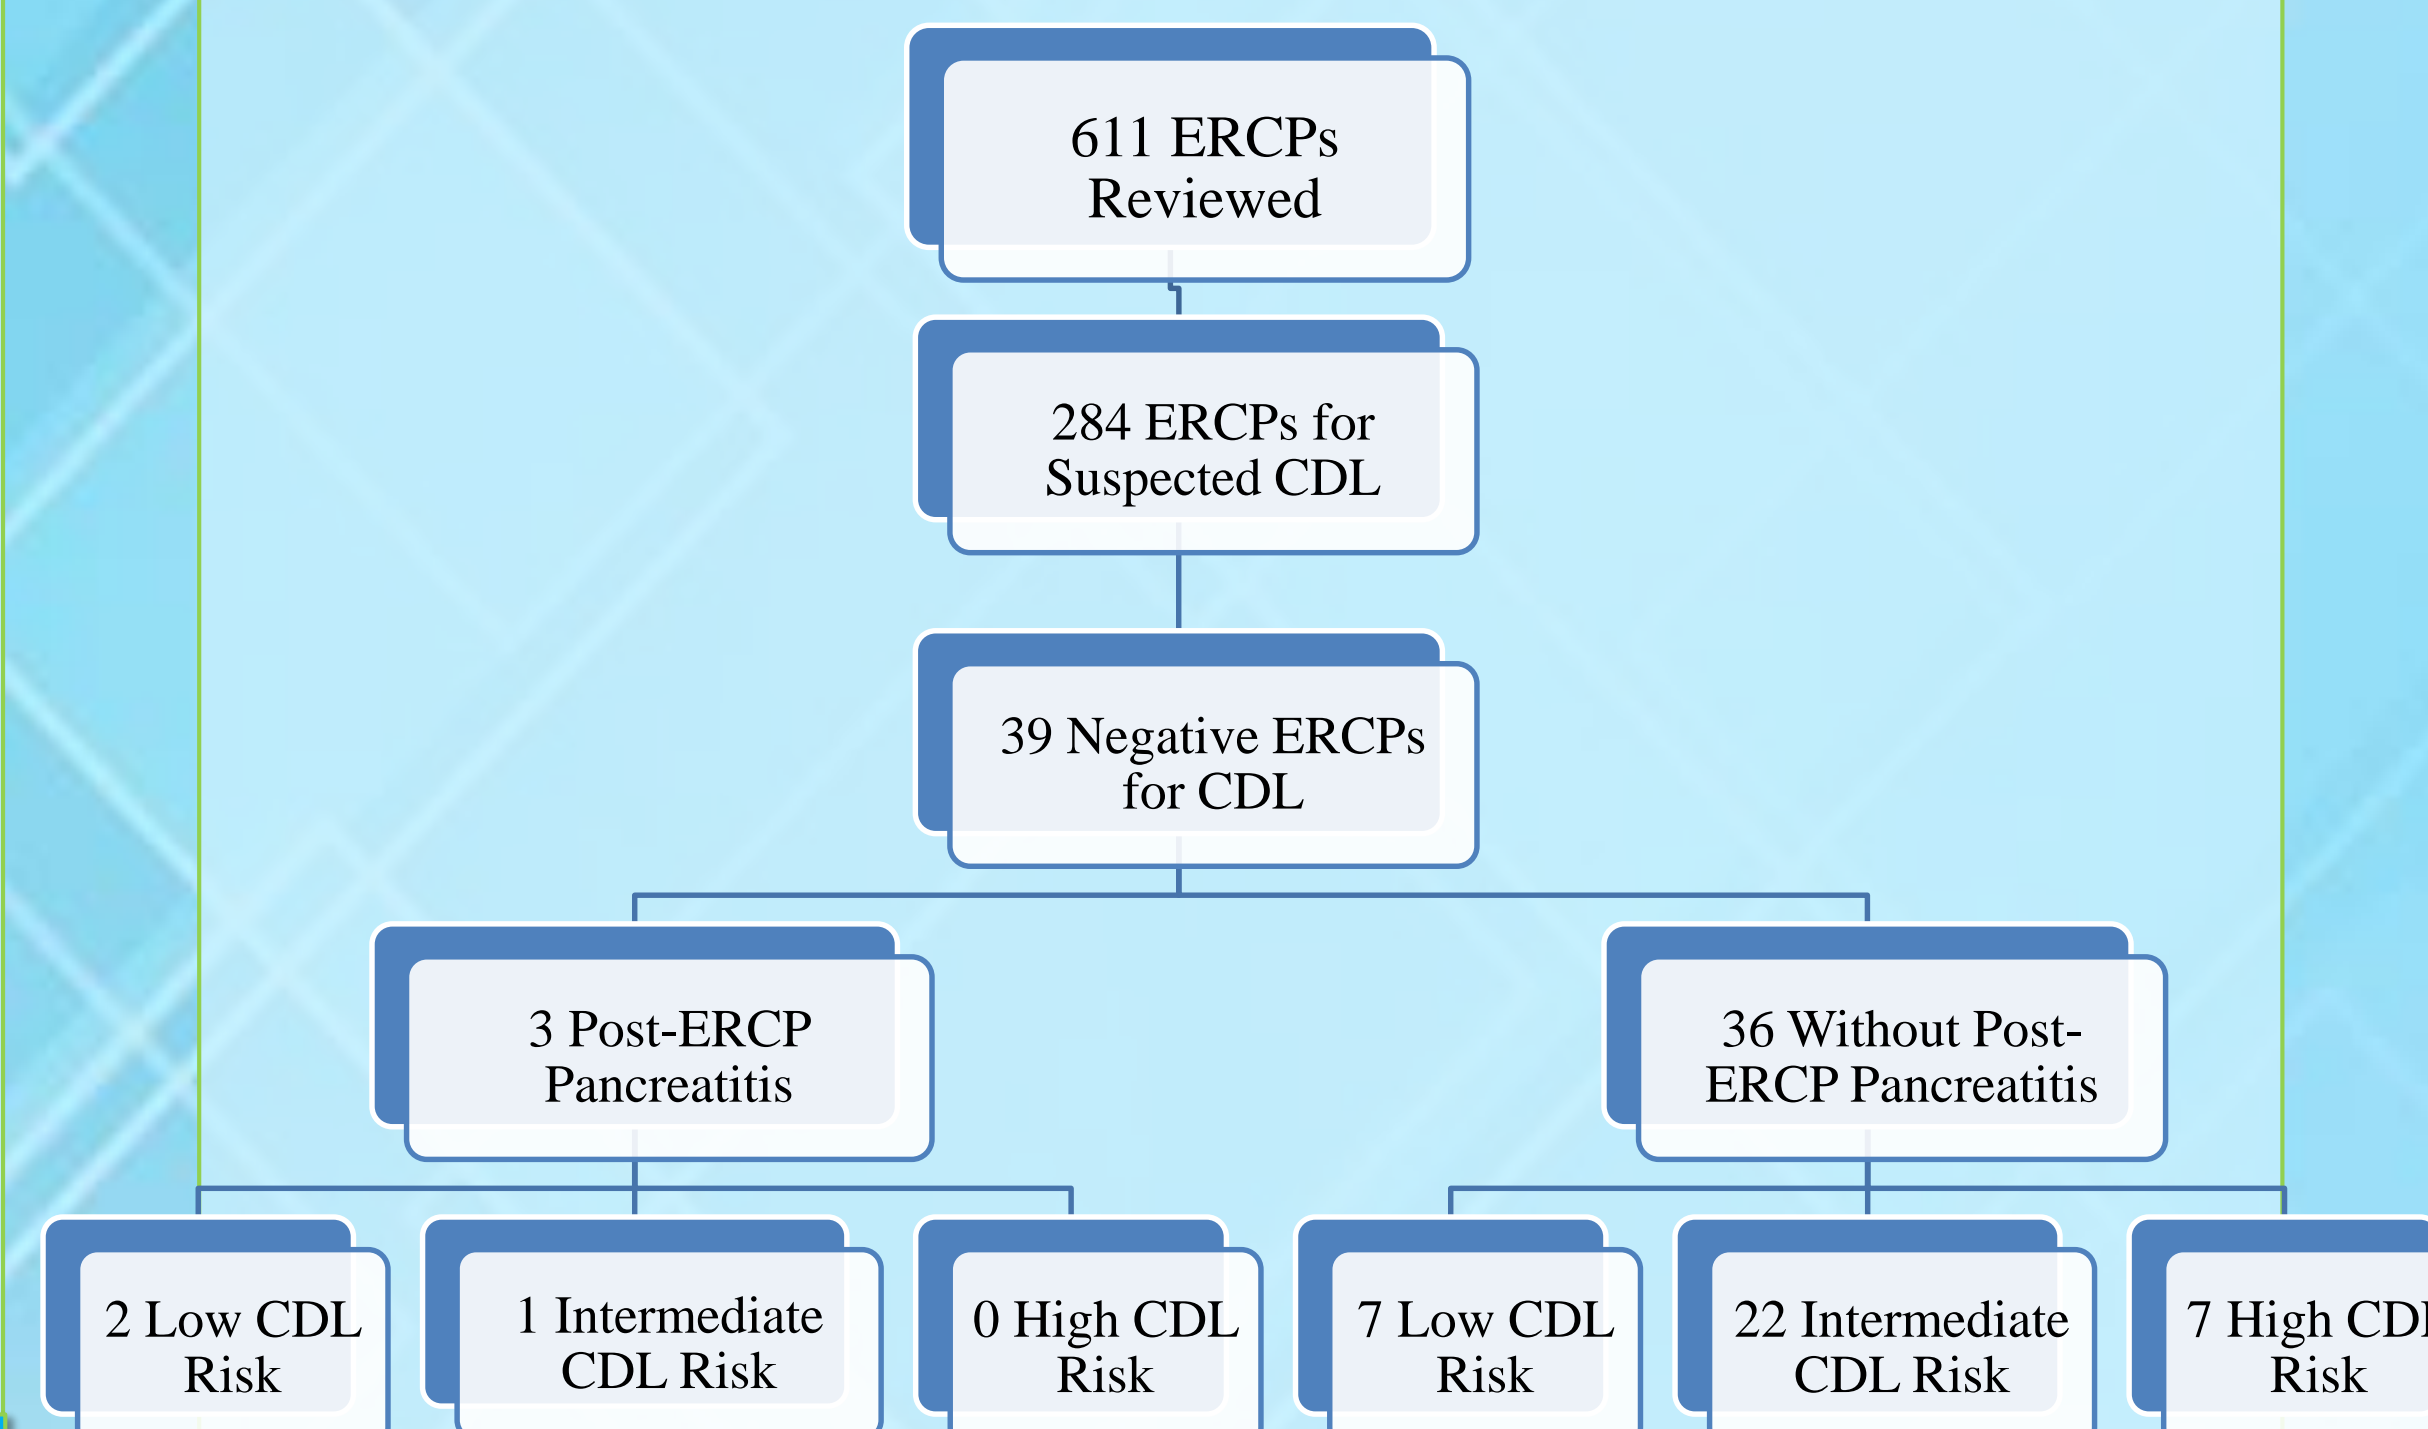 611 ERCPs
Reviewed
284 ERCPs for
Suspected CDL
39 Negative ERCPs
for CDL
3 Post-ERCP
Pancreatitis
36 Without Post-
ERCP Pancreatitis
2 Low CDL
Risk
1 Intermediate
CDL Risk
0 High CDL
Risk
7 Low CDL
Risk
22 Intermediate
CDL Risk
7 High CDL
Risk